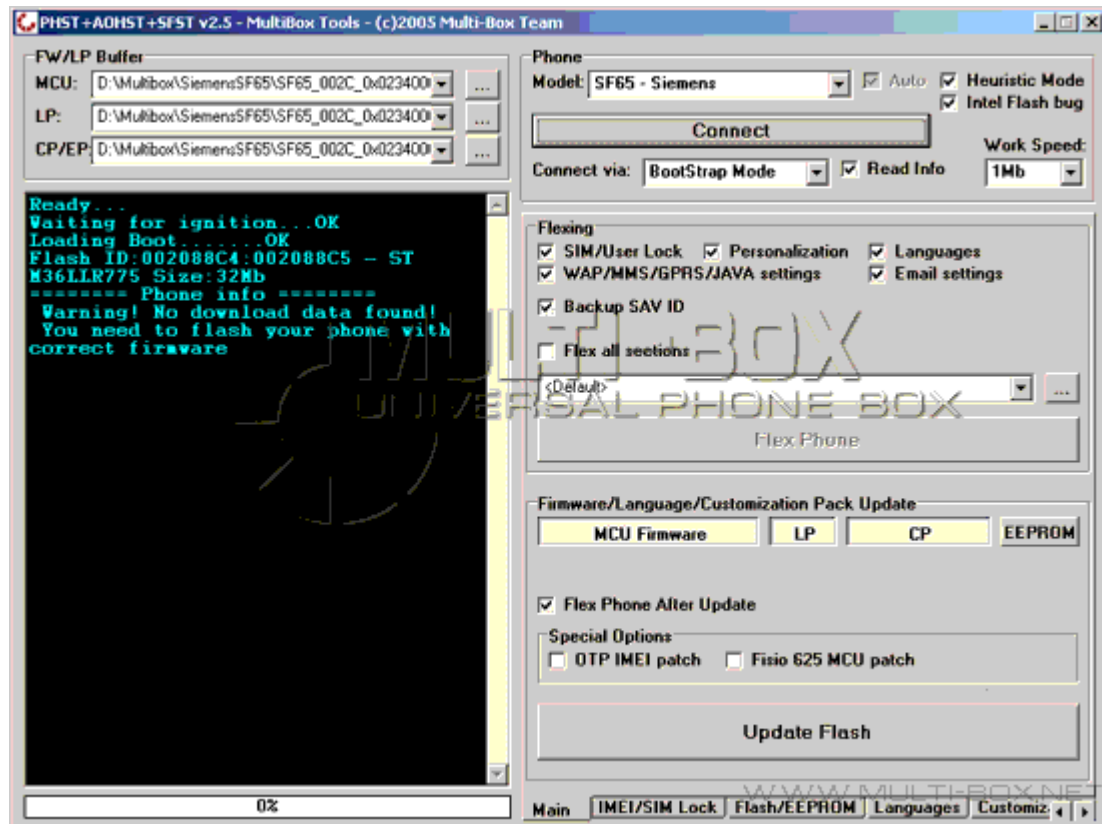 PHST+AOHST+SFST v2.5 - MultiBox Tools - (c)2005 Multi-Box Team
FW/LP Buffer
MCU: D:\Multibox\SiemensSF65\SF65_002C_0x023400 ...
LP: D:\Multibox\SiemensSF65\SF65_002C_0x023400 ...
CP/EP: D:\Multibox\SiemensSF65\SF65_002C_0x023400 ...
Ready...
Waiting for ignition...OK
Loading Boot.......OK
Flash ID:002088C4:002088C5 - ST
M36LLR775 Size:32Mb
======== Phone info ========
Warning! No download data found!
You need to flash your phone with
correct firmware
0%
Phone
Model: SF65 - Siemens Auto Heuristic Mode
Intel Flash bug
Connect
Work Speed:
Connect via: BootStrap Mode Read Info 1Mb
Flexing
SIM/User Lock Personalization Languages
WAP/MMS/GPRS/JAVA settings Email settings
Backup SAV ID
Flex all sections
<Default> ...
Flex Phone
MULTI-BOX
UNIVERSAL PHONE BOX
Firmware/Language/Customization Pack Update
MCU Firmware LP CP EEPROM
Flex Phone After Update
Special Options
OTP IMEI patch Fisio 625 MCU patch
Update Flash
WWW.MULTI-BOX.NET
Main IMEI/SIM Lock Flash/EEPROM Languages Customiz